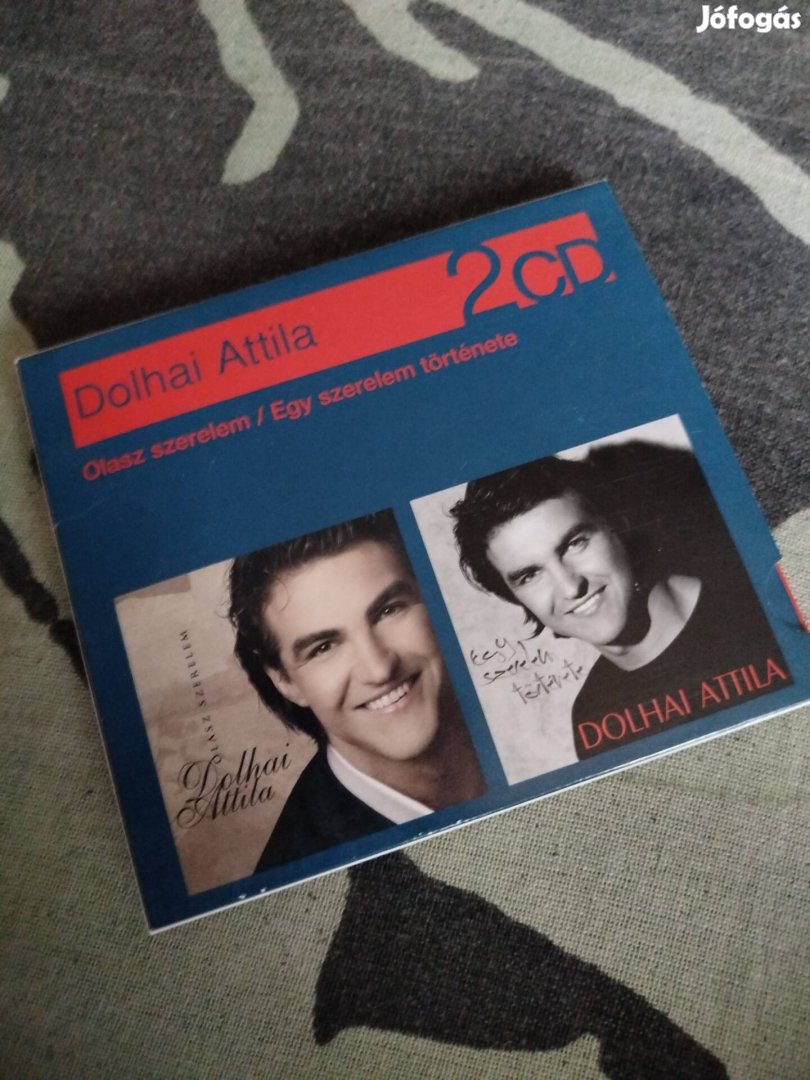 Jófogás
2CD
Dolhai Attila
Olasz szerelem / Egy szerelem története
OLASZ SZERELEM
Dolhai
Attila
Egy
szerelem
története
DOLHAI ATTILA